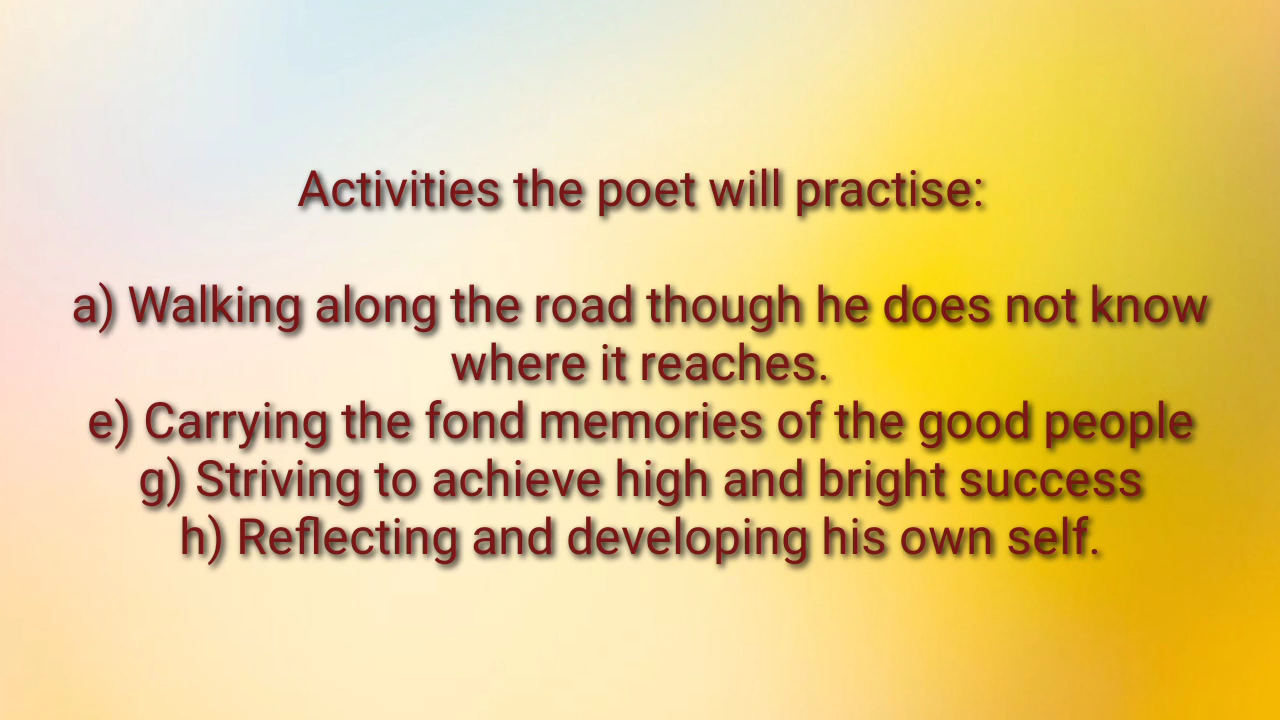 Activities the poet will practise:
a) Walking along the road though he does not know
where it reaches.
e) Carrying the fond memories of the good people
g) Striving to achieve high and bright success
h) Reflecting and developing his own self.